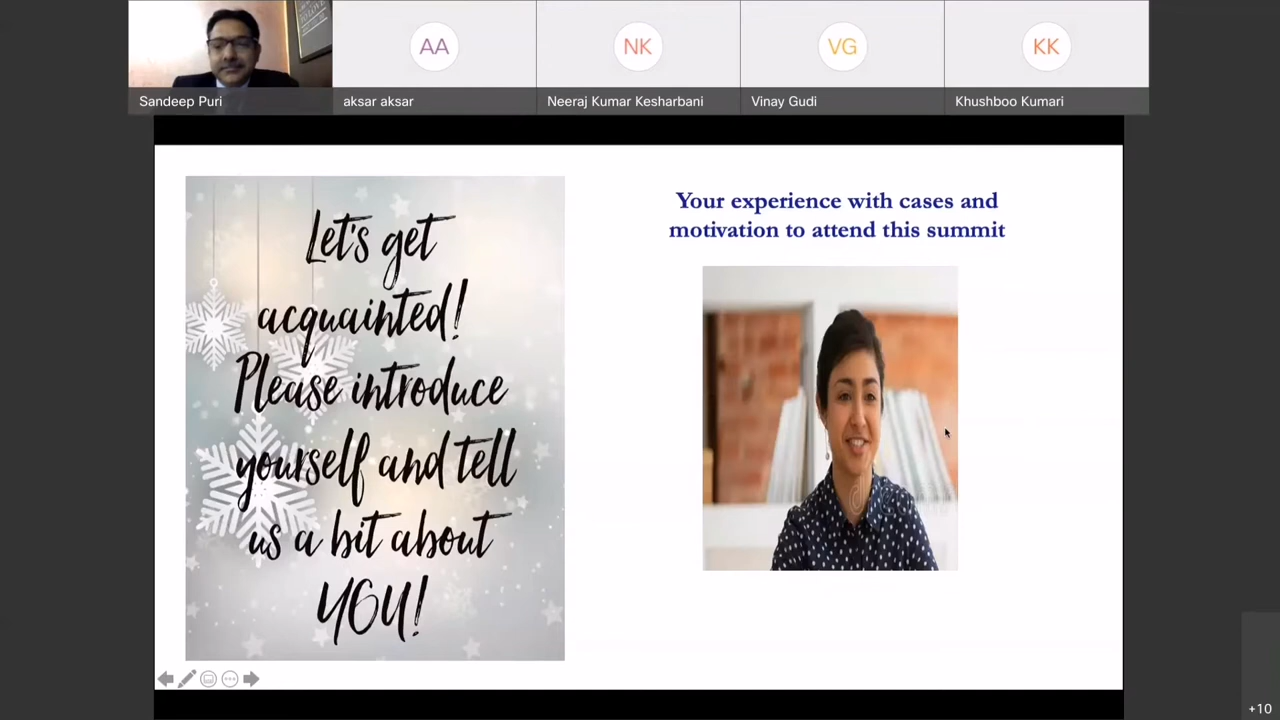 AA
NK
VG
KK
Sandeep Puri
aksar aksar
Neeraj Kumar Kesharbani
Vinay Gudi
Khushboo Kumari
Let's get
acquainted!
Please introduce
yourself and tell
us a bit about
YOU!
Your experience with cases and
motivation to attend this summit
+10